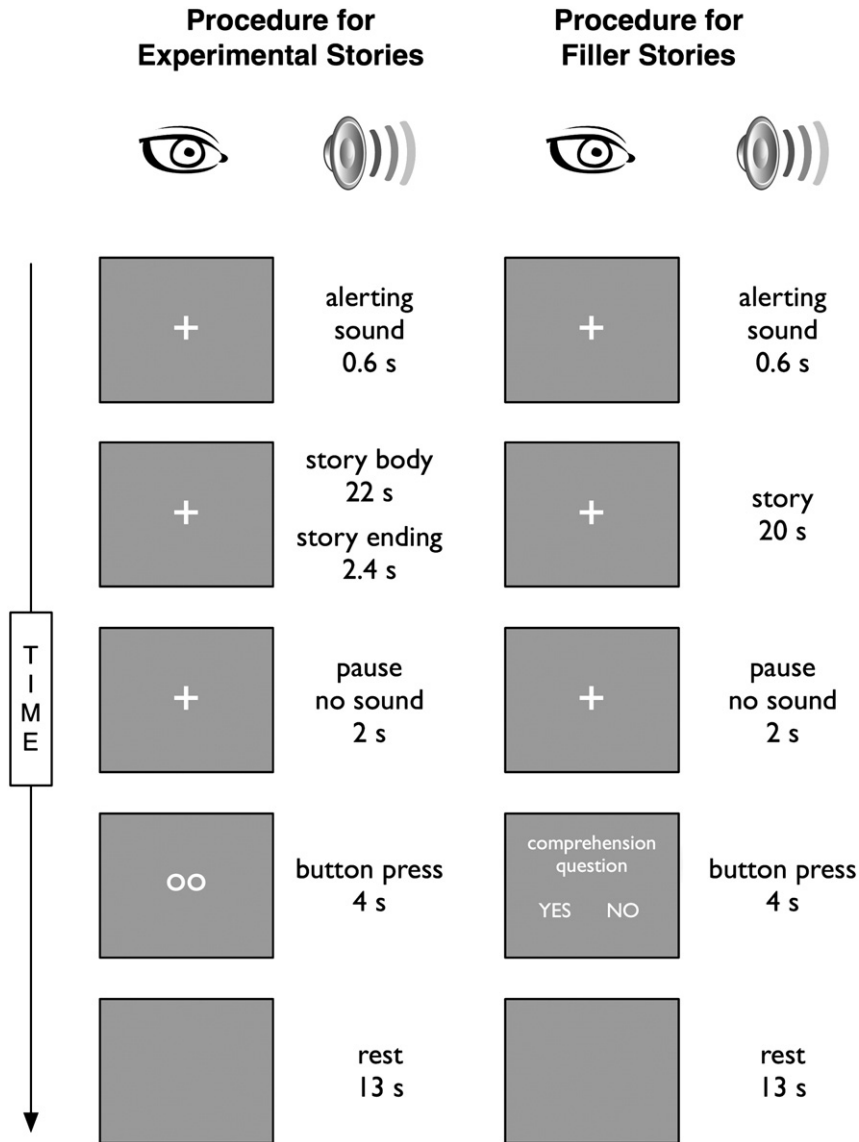 Procedure for
Experimental Stories
Procedure for
Filler Stories
alerting
sound
0.6 s
alerting
sound
0.6 s
story body
22 s
story ending
2.4 s
story
20 s
TIME
pause
no sound
2 s
pause
no sound
2 s
button press
4 s
comprehension
question
YES NO
button press
4 s
rest
13 s
rest
13 s